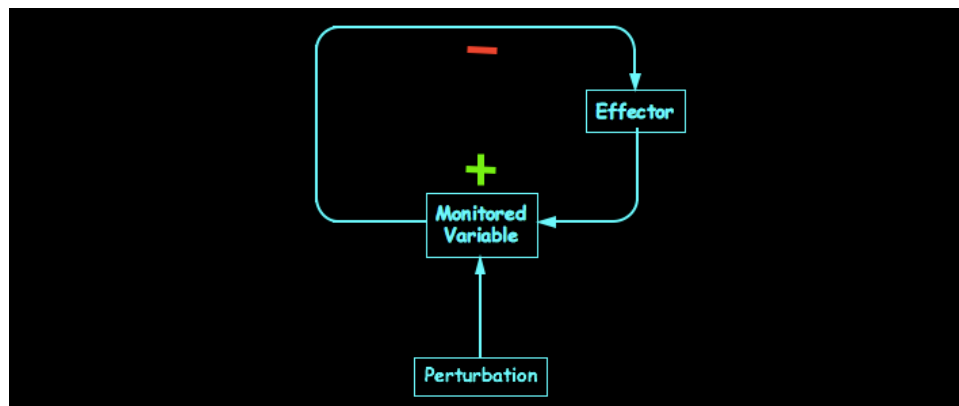 −
Effector
+
Monitored
Variable
Perturbation